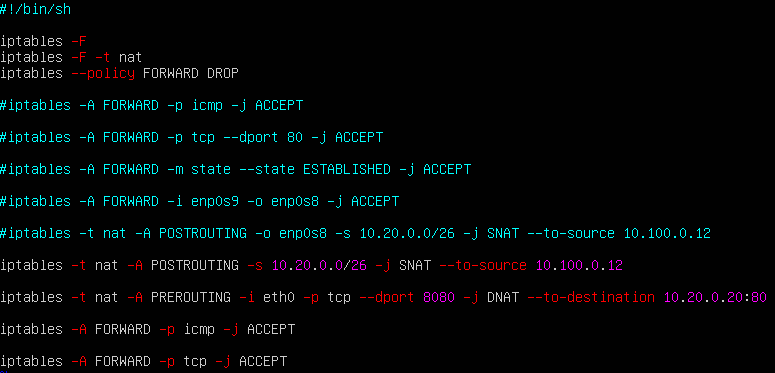 #!/bin/sh
iptables -F
iptables -F -t nat
iptables --policy FORWARD DROP
#iptables -A FORWARD -p icmp -j ACCEPT
#iptables -A FORWARD -p tcp --dport 80 -j ACCEPT
#iptables -A FORWARD -m state --state ESTABLISHED -j ACCEPT
#iptables -A FORWARD -i enp0s9 -o enp0s8 -j ACCEPT
#iptables -t nat -A POSTROUTING -o enp0s8 -s 10.20.0.0/26 -j SNAT --to-source 10.100.0.12
iptables -t nat -A POSTROUTING -s 10.20.0.0/26 -j SNAT --to-source 10.100.0.12
iptables -t nat -A PREROUTING -i eth0 -p tcp --dport 8080 -j DNAT --to-destination 10.20.0.20:80
iptables -A FORWARD -p icmp -j ACCEPT
iptables -A FORWARD -p tcp -j ACCEPT